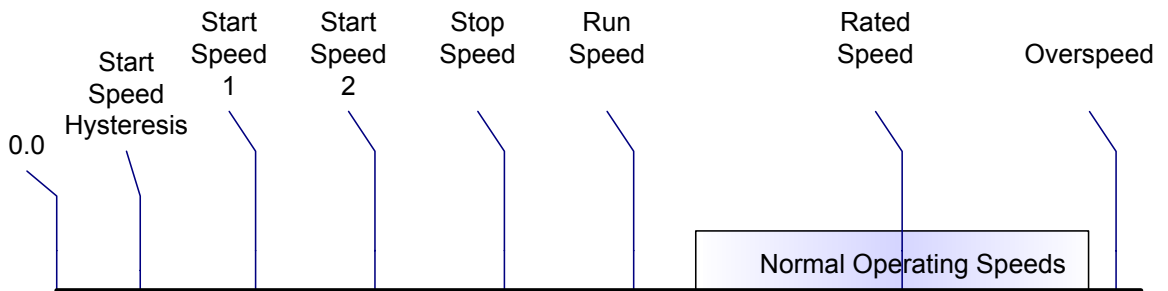 0.0
Start
Speed
Hysteresis
Start
Speed
1
Start
Speed
2
Stop
Speed
Run
Speed
Rated
Speed
Overspeed
Normal Operating Speeds